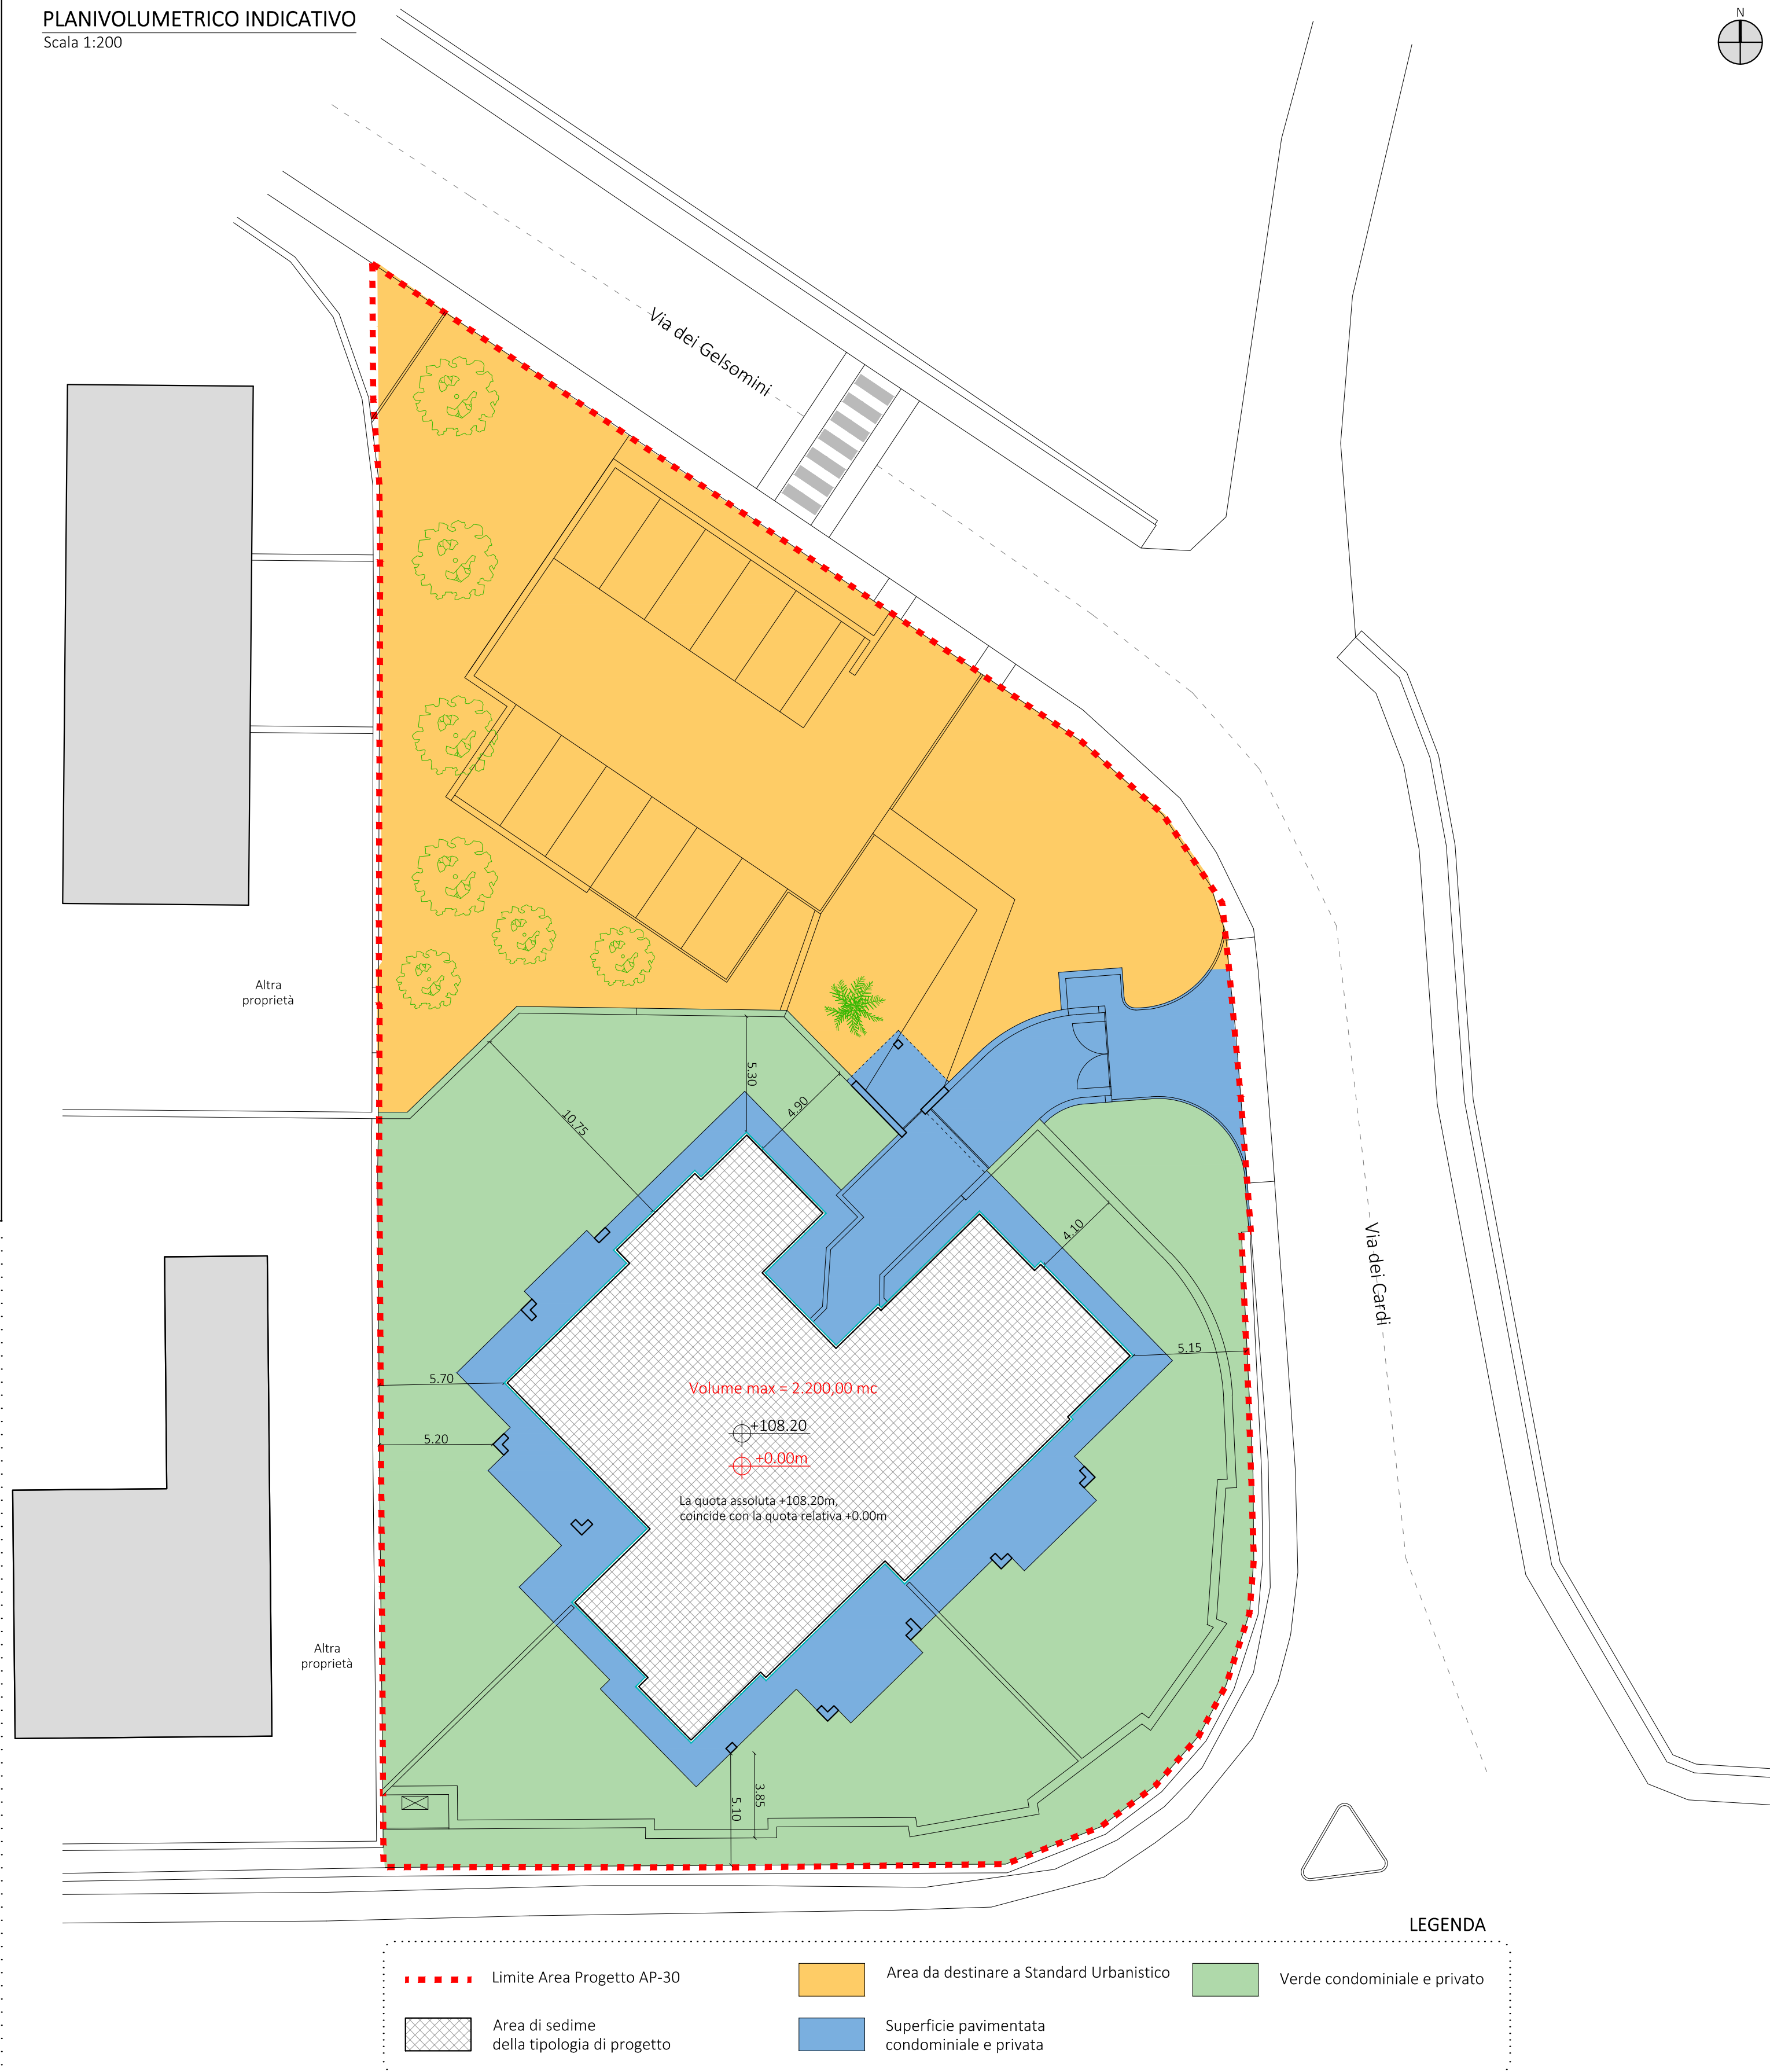 PLANIVOLUMETRICO INDICATIVO
Scala 1:200
N
Via dei Gelsomini
Altra
proprietà
5.30
4.90
10.75
4.10
Via dei Cardi
5.15
5.70
Volume max = 2.200,00 mc
+108.20
5.20
+0.00m
La quota assoluta +108.20m,
coincide con la quota relativa +0.00m
Altra
proprietà
3.85
5.10
LEGENDA
Limite Area Progetto AP-30
Area da destinare a Standard Urbanistico
Verde condominiale e privato
Area di sedime
della tipologia di progetto
Superficie pavimentata
condominiale e privata